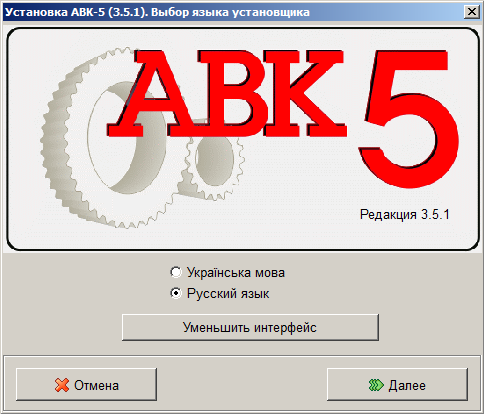 Установка АВК-5 (3.5.1). Выбор языка установщика
АВК 5
Редакция 3.5.1
Українська мова
Русский язык
Уменьшить интерфейс
Отмена
Далее